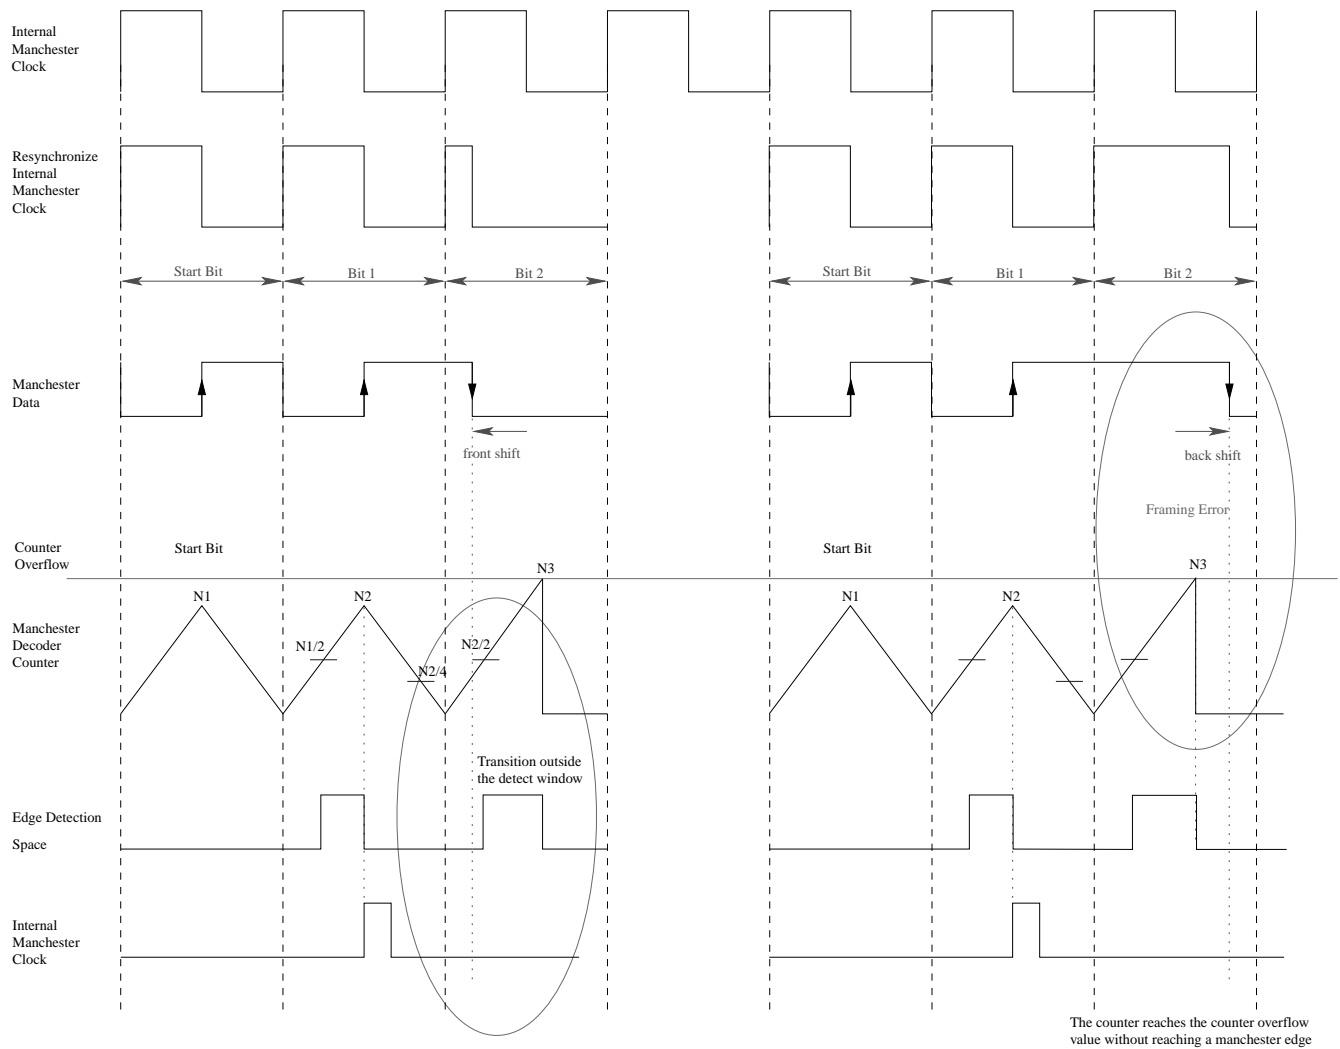 Internal
Manchester
Clock
Resynchronize
Internal
Manchester
Clock
Start Bit
Bit 1
Bit 2
Start Bit
Bit 1
Bit 2
Manchester
Data
front shift
back shift
Framing Error
Counter
Overflow
Start Bit
Start Bit
N3
N3
N1
N2
N1
N2
Manchester
Decoder
Counter
N1/2
N2/4
N2/2
Transition outside
the detect window
Edge Detection
Space
Internal
Manchester
Clock
The counter reaches the counter overflow
value without reaching a manchester edge